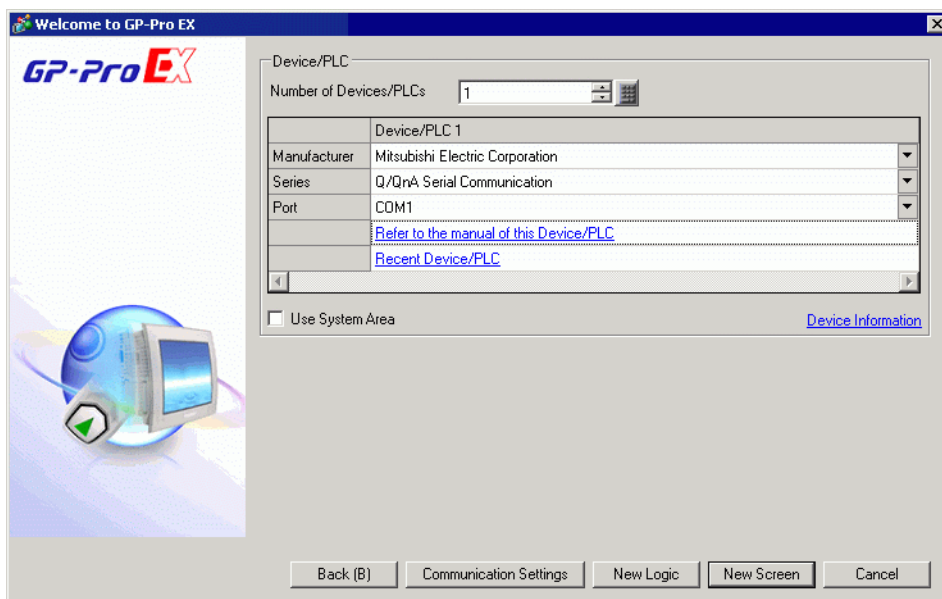 Welcome to GP-Pro EX
GP-Pro EX
Device/PLC
Number of Devices/PLCs 1
Device/PLC 1
Manufacturer Mitsubishi Electric Corporation
Series Q/QnA Serial Communication
Port COM1
Refer to the manual of this Device/PLC
Recent Device/PLC
Use System Area
Device Information
Back (B) Communication Settings New Logic New Screen Cancel